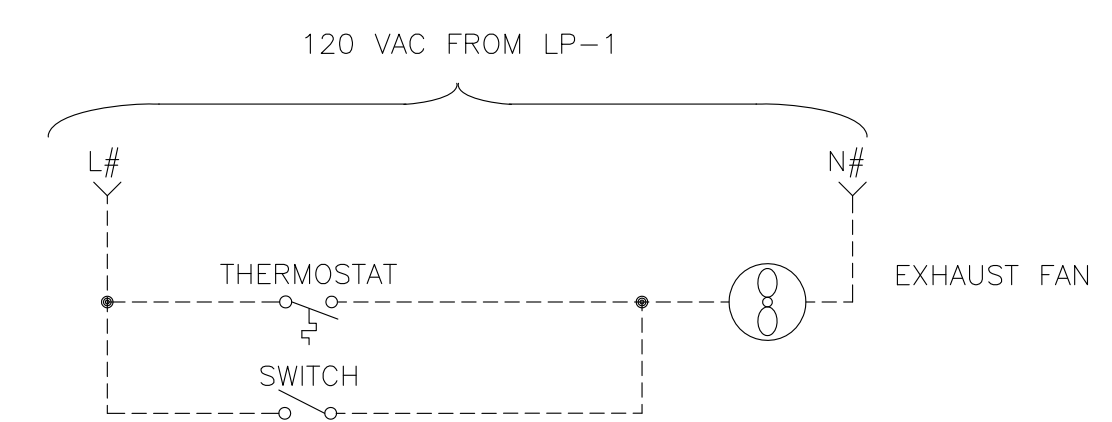 120 VAC FROM LP-1
L#
N#
THERMOSTAT
EXHAUST FAN
SWITCH